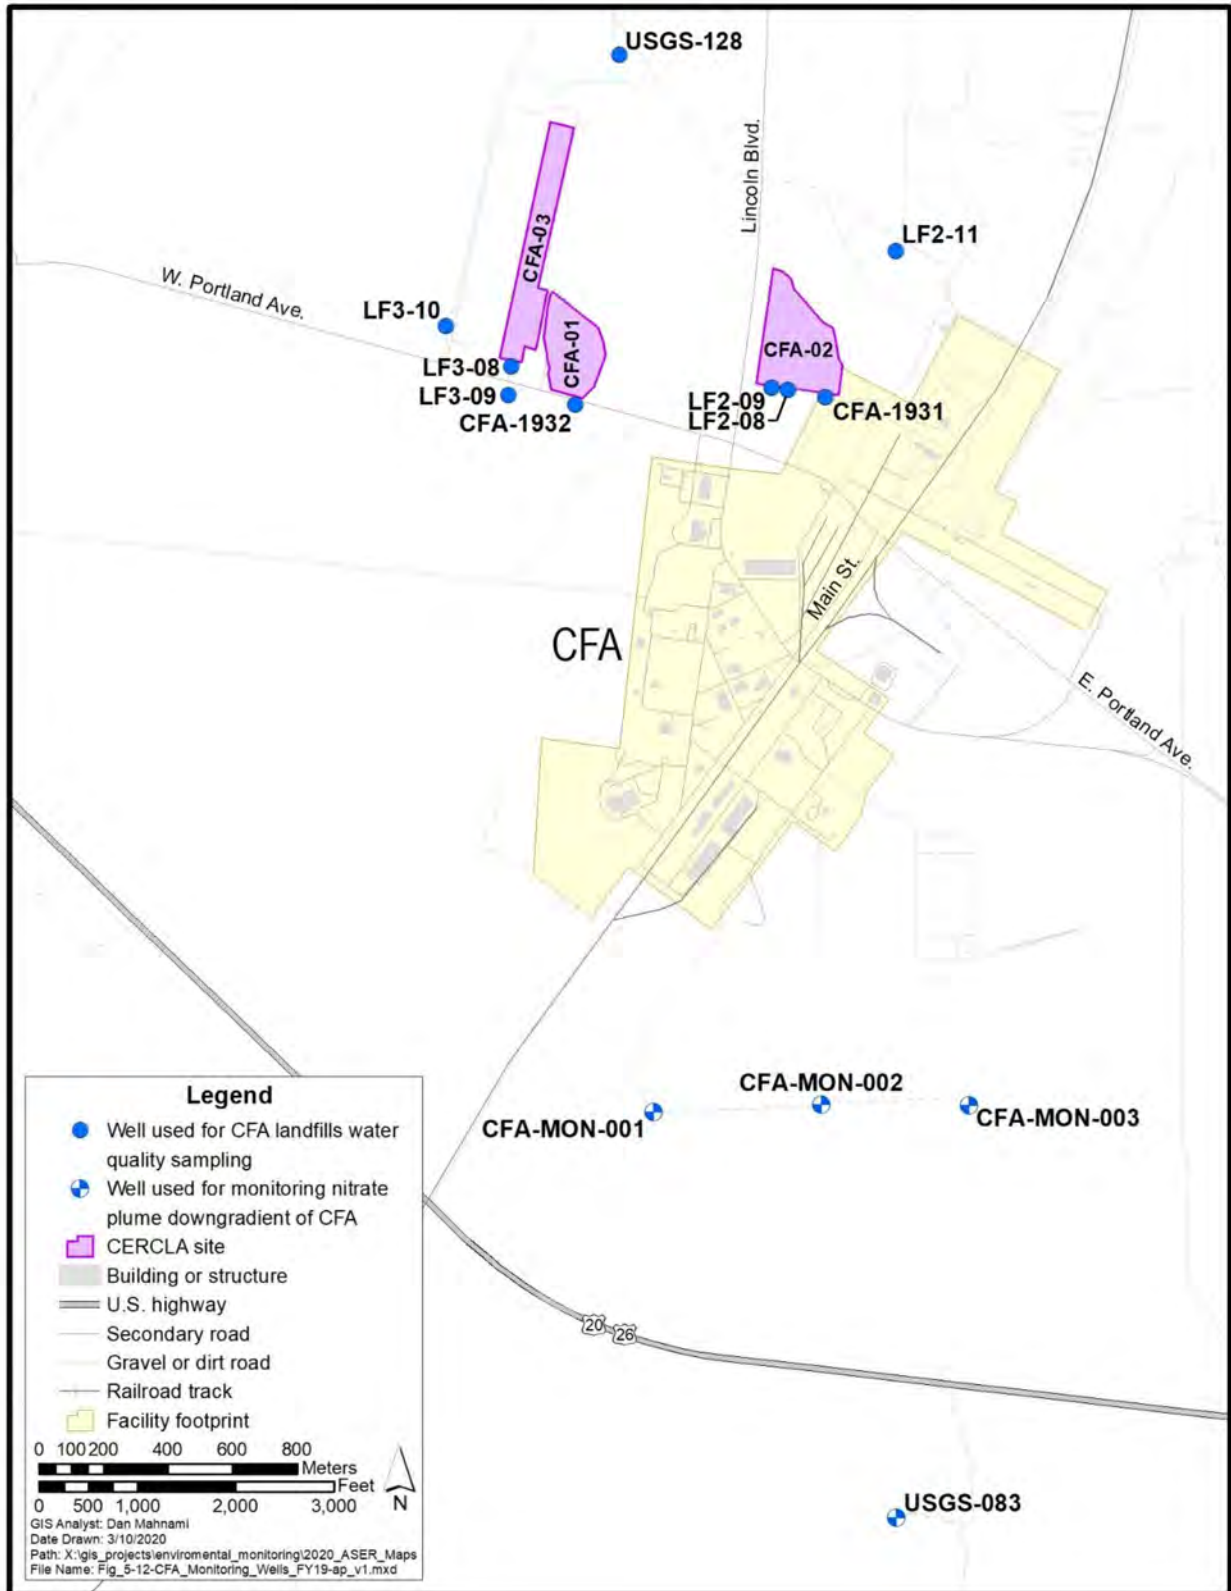 USGS-128
Lincoln Blvd.
CFA-03
LF2-11
W. Portland Ave.
LF3-10
CFA-01
CFA-02
LF3-08
LF3-09
CFA-1932
LF2-09
LF2-08
CFA-1931
Main St.
CFA
E. Portland Ave.
CFA-MON-001
CFA-MON-002
CFA-MON-003
20
26
USGS-083
Legend
Well used for CFA landfills water
quality sampling
Well used for monitoring nitrate
plume downgradient of CFA
CERCLA site
Building or structure
U.S. highway
Secondary road
Gravel or dirt road
Railroad track
Facility footprint
0 100 200 400 600 800
Meters
Feet
0 500 1,000 2,000 3,000
N
GIS Analyst: Dan Mahnami
Date Drawn: 3/10/2020
Path: X:\gis_projects\enviromental_monitoring\2020_ASER_Maps
File Name: Fig_5-12-CFA_Monitoring_Wells_FY19-ap_v1.mxd